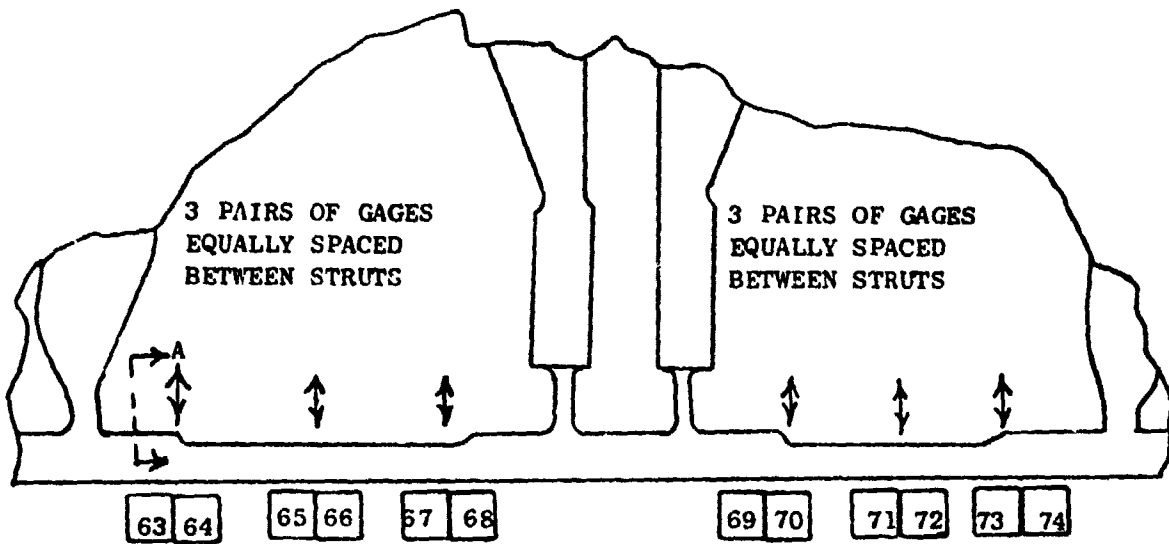 3 PAIRS OF GAGES
EQUALLY SPACED
BETWEEN STRUTS
3 PAIRS OF GAGES
EQUALLY SPACED
BETWEEN STRUTS
A
63 64 65 66 67 68 69 70 71 72 73 74